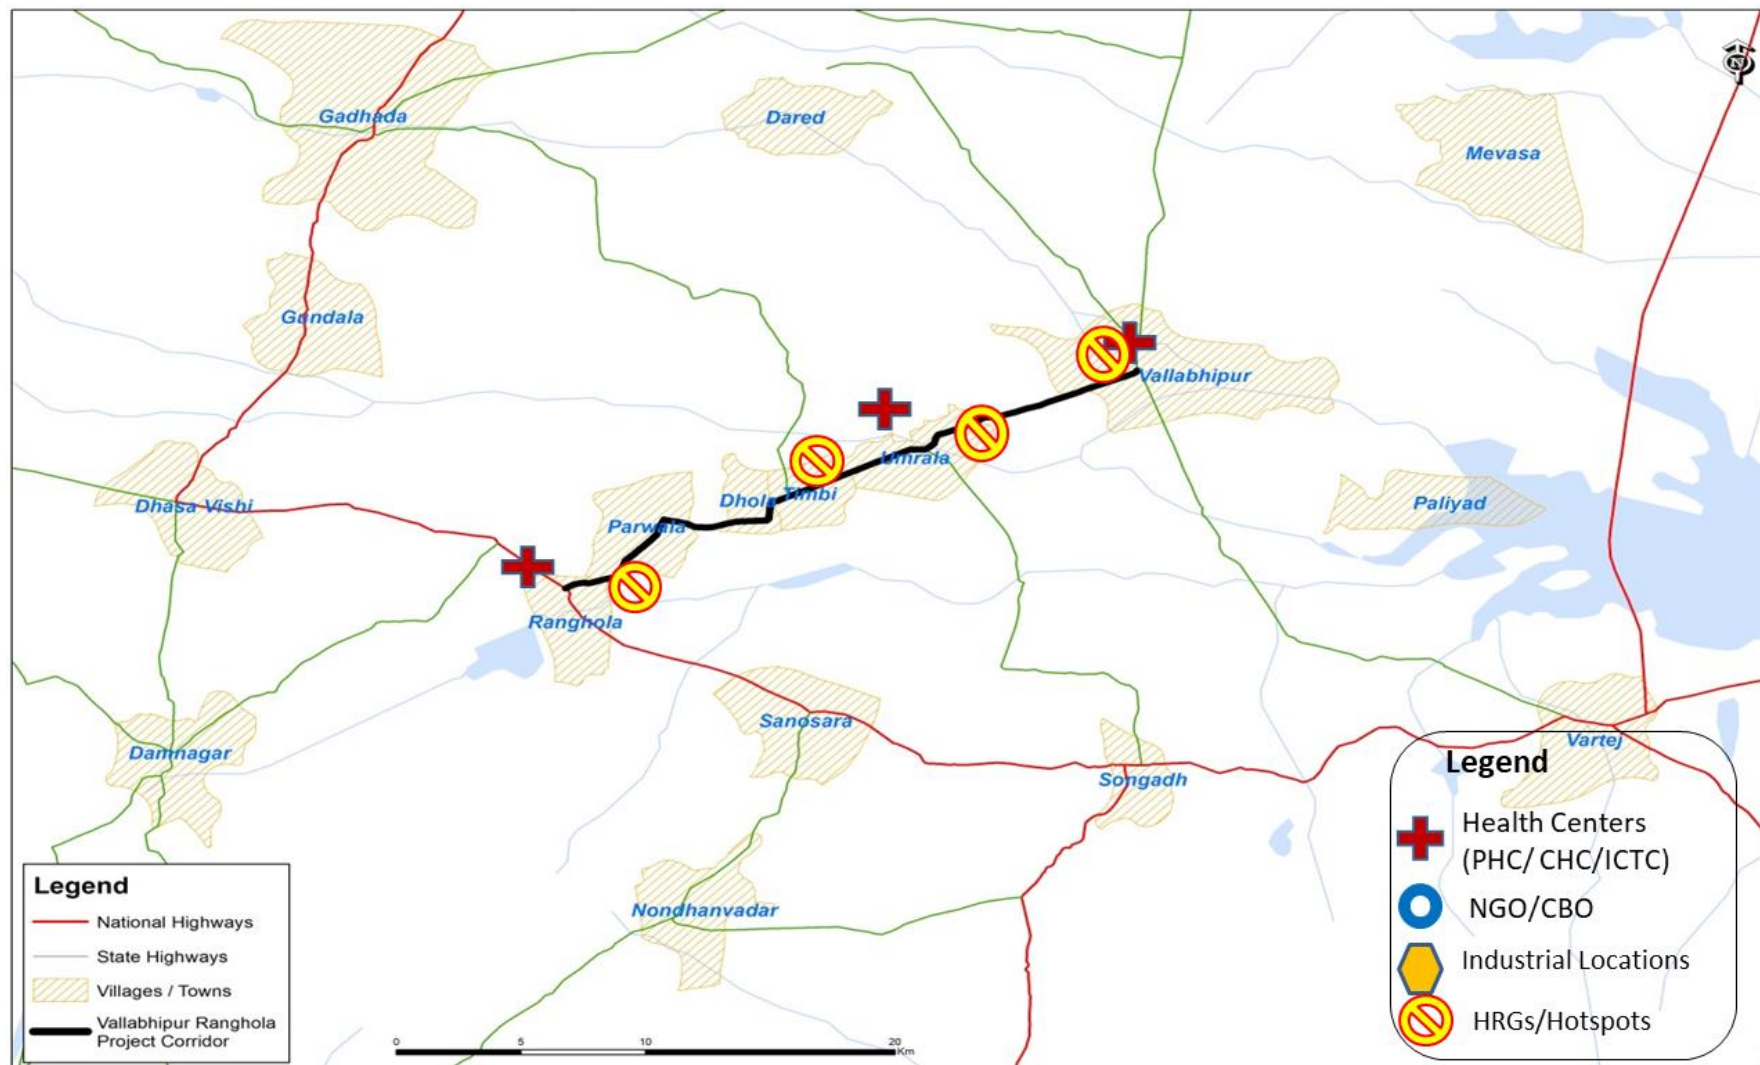 N
Gadhada
Dared
Mevasa
Gundala
Vallabhipur
Umrala
Dhola
Timbi
Paliyad
Dhasa Vishi
Parwala
Ranghola
Sanosara
Damnagar
Songadh
Vartej
Nondhanvadar
Legend
National Highways
State Highways
Villages / Towns
Vallabhipur Ranghola
Project Corridor
0 5 10 20
Km
Legend
Health Centers
(PHC/ CHC/ICTC)
NGO/CBO
Industrial Locations
HRGs/Hotspots